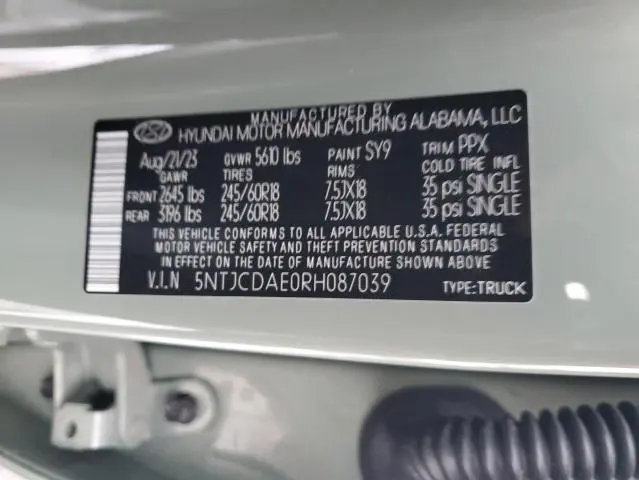 MANUFACTURED BY
HYUNDAI MOTOR MANUFACTURING ALABAMA, LLC
Aug/21/23 GVWR 5610 lbs PAINT SY9 TRIM PPX
GAWR TIRES RIMS COLD TIRE INFL
FRONT 2645 lbs 245/60R18 7.5JX18 35 psi SINGLE
REAR 3196 lbs 245/60R18 7.5JX18 35 psi SINGLE
THIS VEHICLE CONFORMS TO ALL APPLICABLE U.S.A. FEDERAL
MOTOR VEHICLE SAFETY AND THEFT PREVENTION STANDARDS
IN EFFECT ON THE DATE OF MANUFACTURE SHOWN ABOVE.
V.I.N 5NTJCDAE0RH087039 TYPE:TRUCK